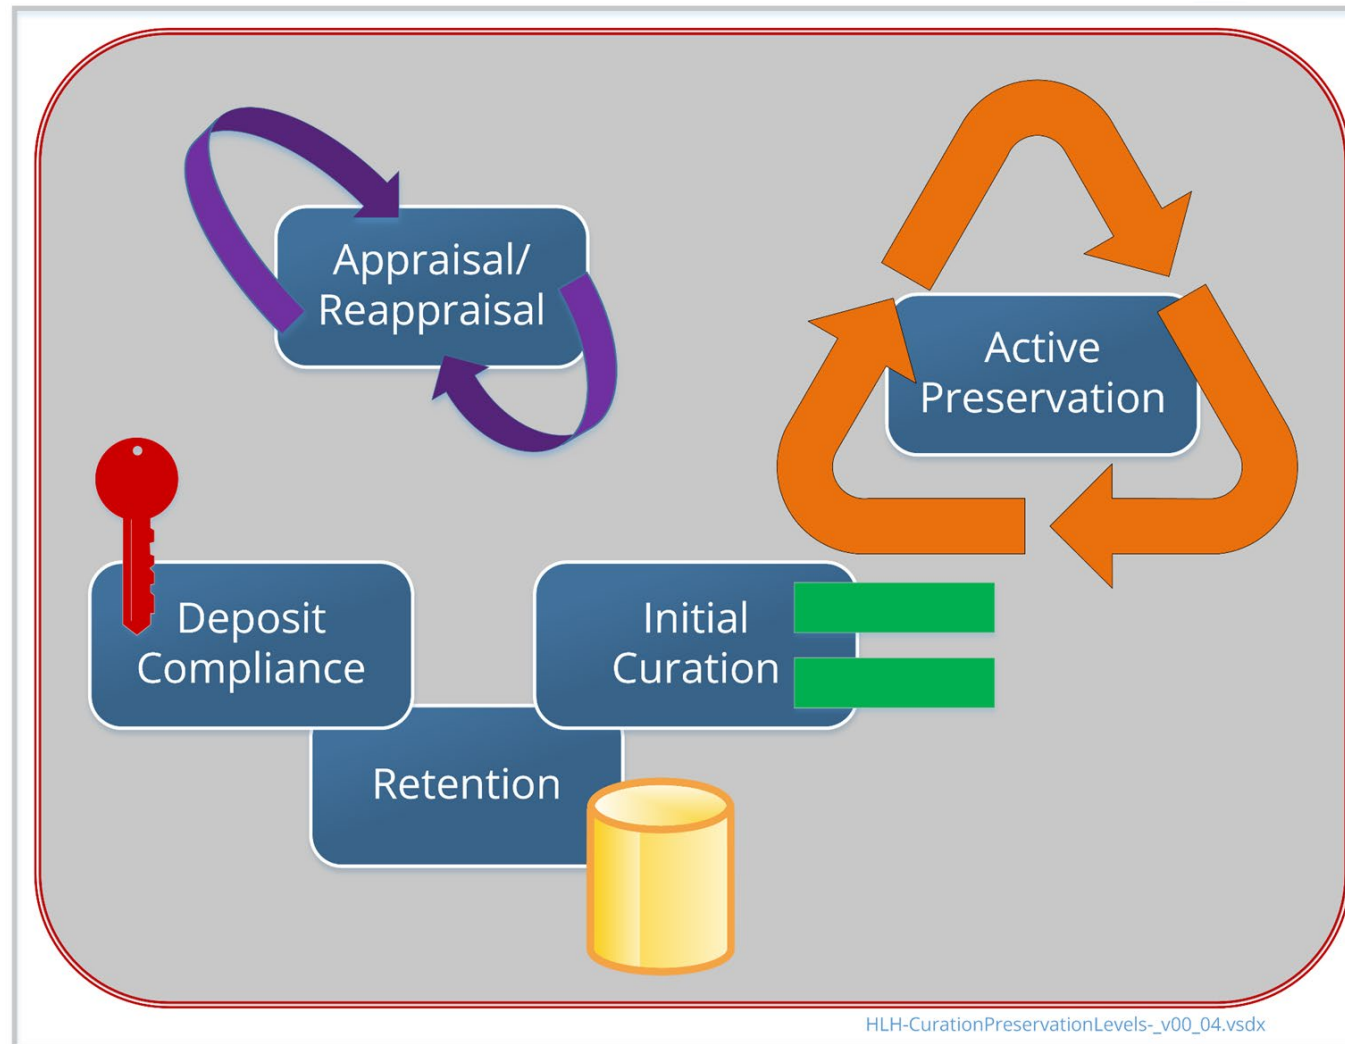 Appraisal/
Reappraisal
Active
Preservation
Deposit
Compliance
Initial
Curation
Retention
HLH-CurationPreservationLevels-_v00_04.vsdx